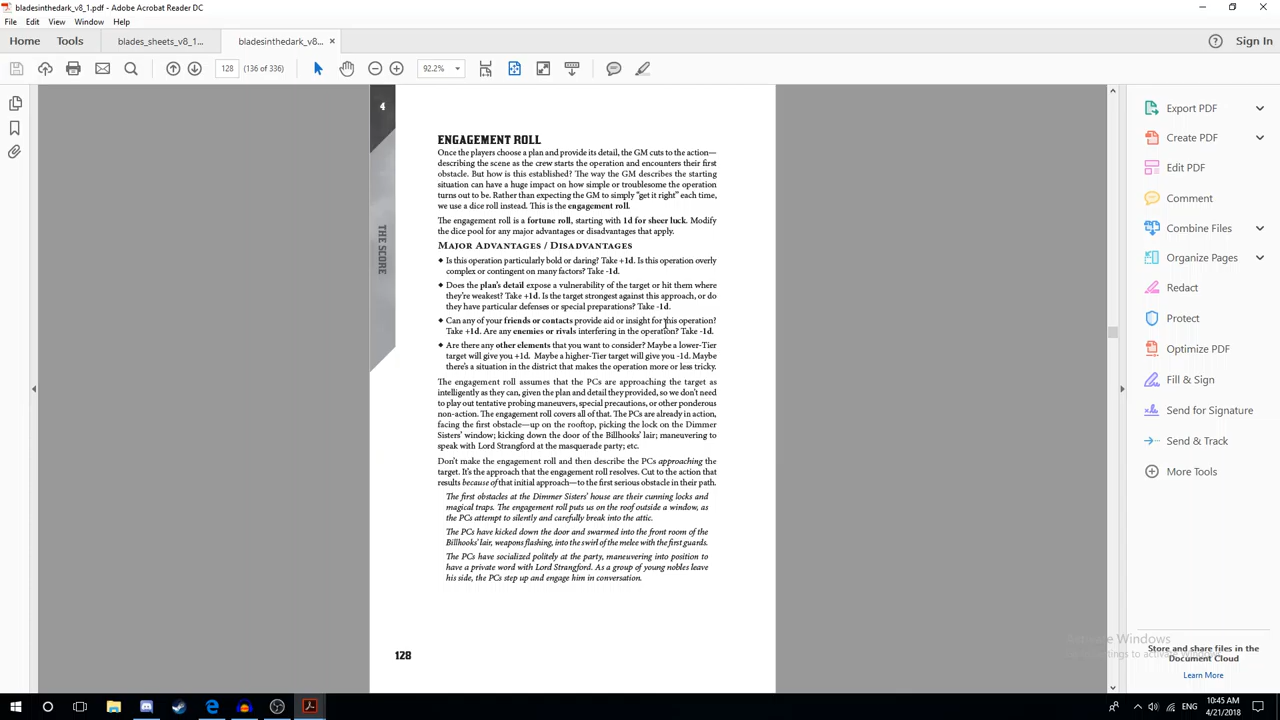 bladesinthedark_v8_1.pdf - Adobe Acrobat Reader DC
File Edit View Window Help
Home Tools blades_sheets_v8_1... bladesinthedark_v8... × Sign In
128 (136 of 336) 92.2%
4
THE SCORE
ENGAGEMENT ROLL
Once the players choose a plan and provide its detail, the GM cuts to the action—
describing the scene as the crew starts the operation and encounters their first
obstacle. But how is this established? The way the GM describes the starting
situation can have a huge impact on how simple or troublesome the operation
turns out to be. Rather than expecting the GM to simply "get it right" each time,
we use a dice roll instead. This is the engagement roll.
The engagement roll is a fortune roll, starting with 1d for sheer luck. Modify
the dice pool for any major advantages or disadvantages that apply.
MAJOR ADVANTAGES / DISADVANTAGES
◆ Is this operation particularly bold or daring? Take +1d. Is this operation overly
complex or contingent on many factors? Take -1d.
◆ Does the plan's detail expose a vulnerability of the target or hit them where
they're weakest? Take +1d. Is the target strongest against this approach, or do
they have particular defenses or special preparations? Take -1d.
◆ Can any of your friends or contacts provide aid or insight for this operation?
Take +1d. Are any enemies or rivals interfering in the operation? Take -1d.
◆ Are there any other elements that you want to consider? Maybe a lower-Tier
target will give you +1d. Maybe a higher-Tier target will give you -1d. Maybe
there's a situation in the district that makes the operation more or less tricky.
The engagement roll assumes that the PCs are approaching the target as
intelligently as they can, given the plan and detail they provided, so we don't need
to play out tentative probing maneuvers, special precautions, or other ponderous
non-action. The engagement roll covers all of that. The PCs are already in action,
facing the first obstacle—up on the rooftop, picking the lock on the Dimmer
Sisters' window; kicking down the door of the Billhooks' lair; maneuvering to
speak with Lord Strangford at the masquerade party; etc.
Don't make the engagement roll and then describe the PCs approaching the
target. It's the approach that the engagement roll resolves. Cut to the action that
results because of that initial approach—to the first serious obstacle in their path.
The first obstacles at the Dimmer Sisters' house are their cunning locks and
magical traps. The engagement roll puts us on the roof outside a window, as
the PCs attempt to silently and carefully break into the attic.
The PCs have kicked down the door and swarmed into the front room of the
Billhooks' lair, weapons flashing, into the swirl of the melee with the first guards.
The PCs have socialized politely at the party, maneuvering into position to
have a private word with Lord Strangford. As a group of young nobles leave
his side, the PCs step up and engage him in conversation.
128
Export PDF
Create PDF
Edit PDF
Comment
Combine Files
Organize Pages
Redact
Protect
Optimize PDF
Fill & Sign
Send for Signature
Send & Track
More Tools
Activate Windows
Store and share files in the
Document Cloud
Learn More
ENG
10:45 AM
4/21/2018